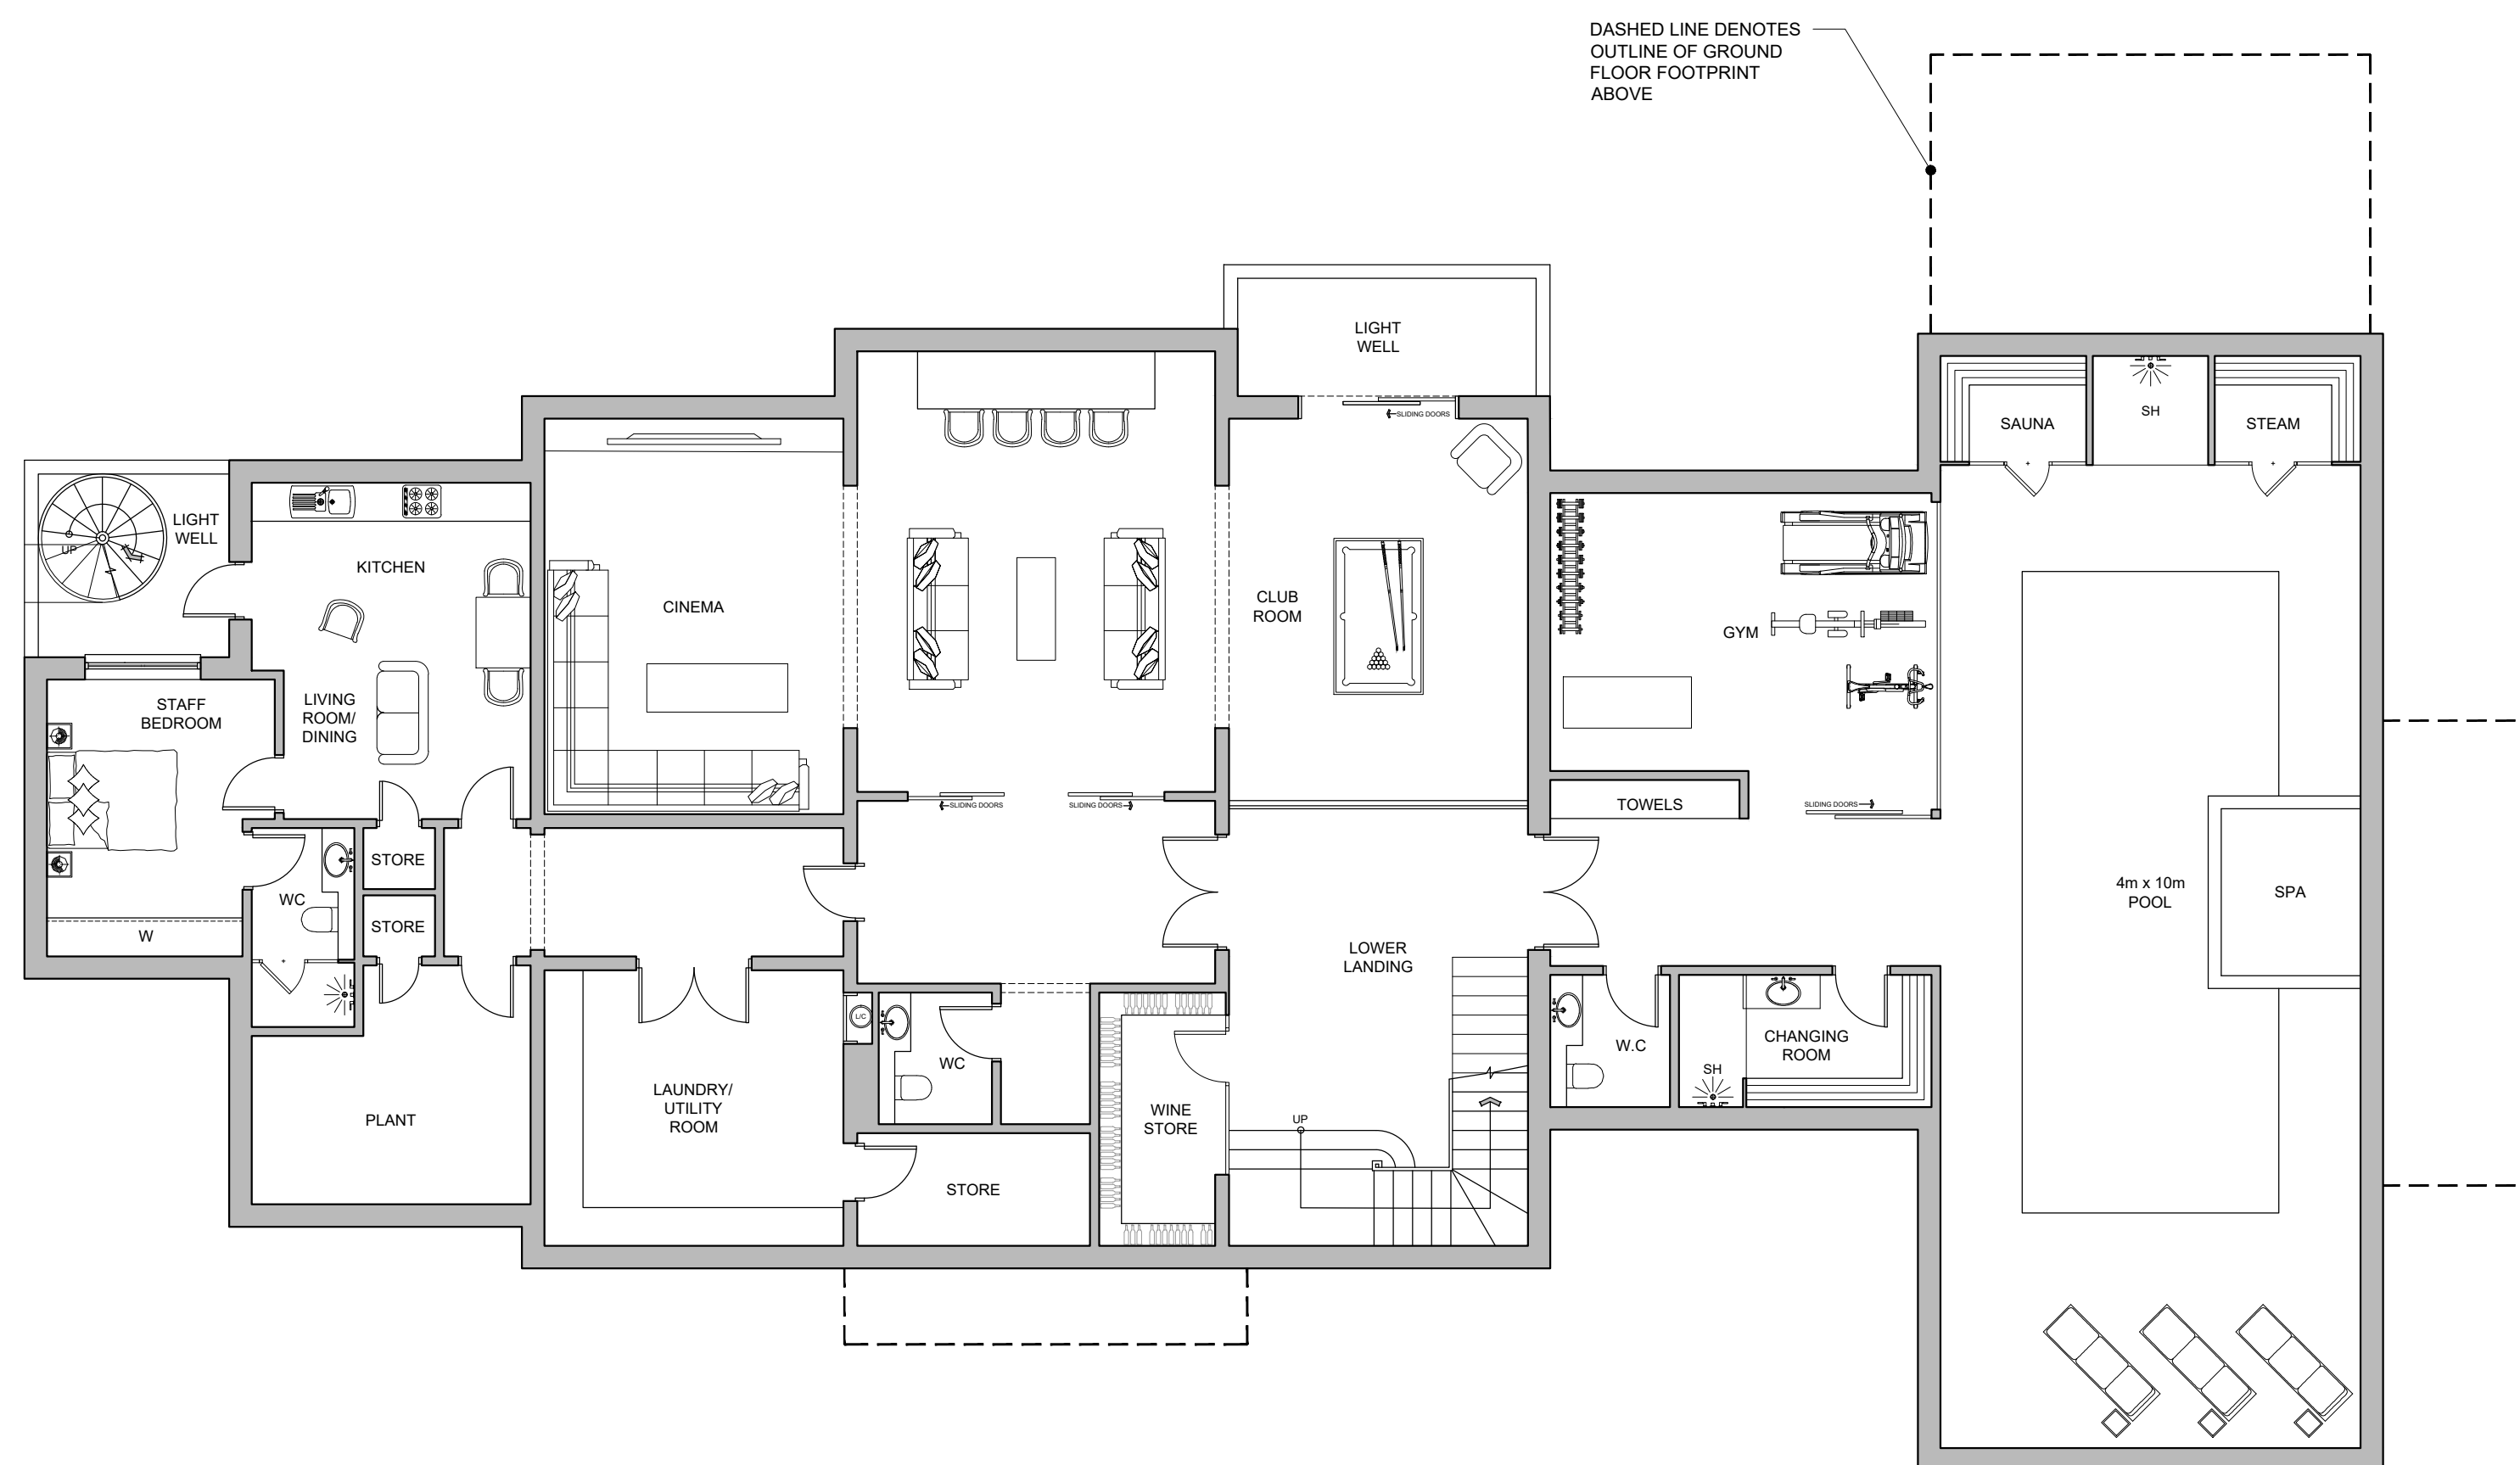 DASHED LINE DENOTES
OUTLINE OF GROUND
FLOOR FOOTPRINT
ABOVE
LIGHT
WELL
SLIDING DOORS
SAUNA
SH
STEAM
LIGHT
WELL
UP
KITCHEN
CINEMA
CLUB
ROOM
GYM
STAFF
BEDROOM
LIVING
ROOM/
DINING
SLIDING DOORS
SLIDING DOORS
TOWELS
SLIDING DOORS
STORE
WC
STORE
W
4m x 10m
POOL
SPA
LOWER
LANDING
L/C
WC
W.C
CHANGING
ROOM
SH
PLANT
LAUNDRY/
UTILITY
ROOM
WINE
STORE
UP
STORE